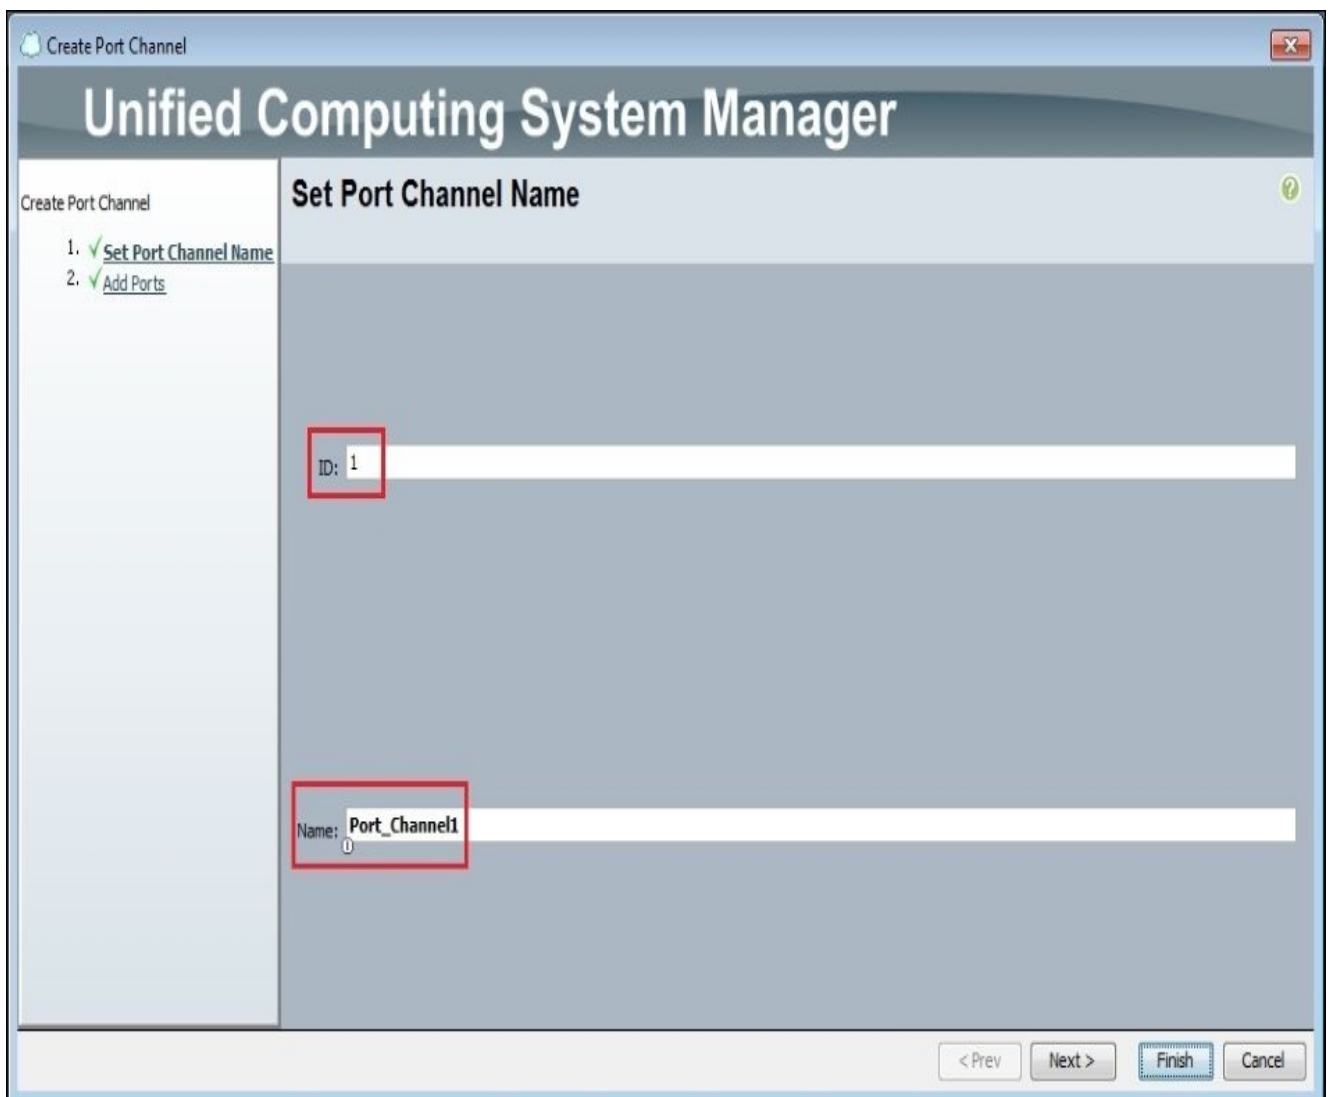 Create Port Channel
Unified Computing System Manager
Create Port Channel
1. Set Port Channel Name
2. Add Ports
Set Port Channel Name
ID: 1
Name: Port_Channel1
< Prev Next > Finish Cancel